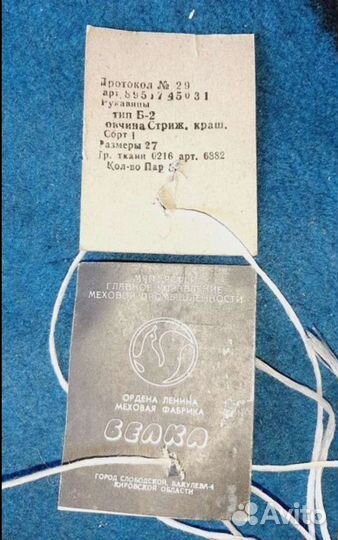 Протокол № 29
арт. 8951745031
Рукавицы
тип Б-2
овчина Стриж. краш.
Сорт 1
Размеры 27
Гр. ткани 0216 арт. 6882
Кол-во Пар
ГЛАВНОЕ УПРАВЛЕНИЕ
МЕХОВОЙ ПРОМЫШЛЕННОСТИ
ОРДЕНА ЛЕНИНА
МЕХОВАЯ ФАБРИКА
БЕЛКА
ГОРОД СЛОБОДСКОЙ, ВАКУЛЕВА-4
КИРОВСКОЙ ОБЛАСТИ
Avito